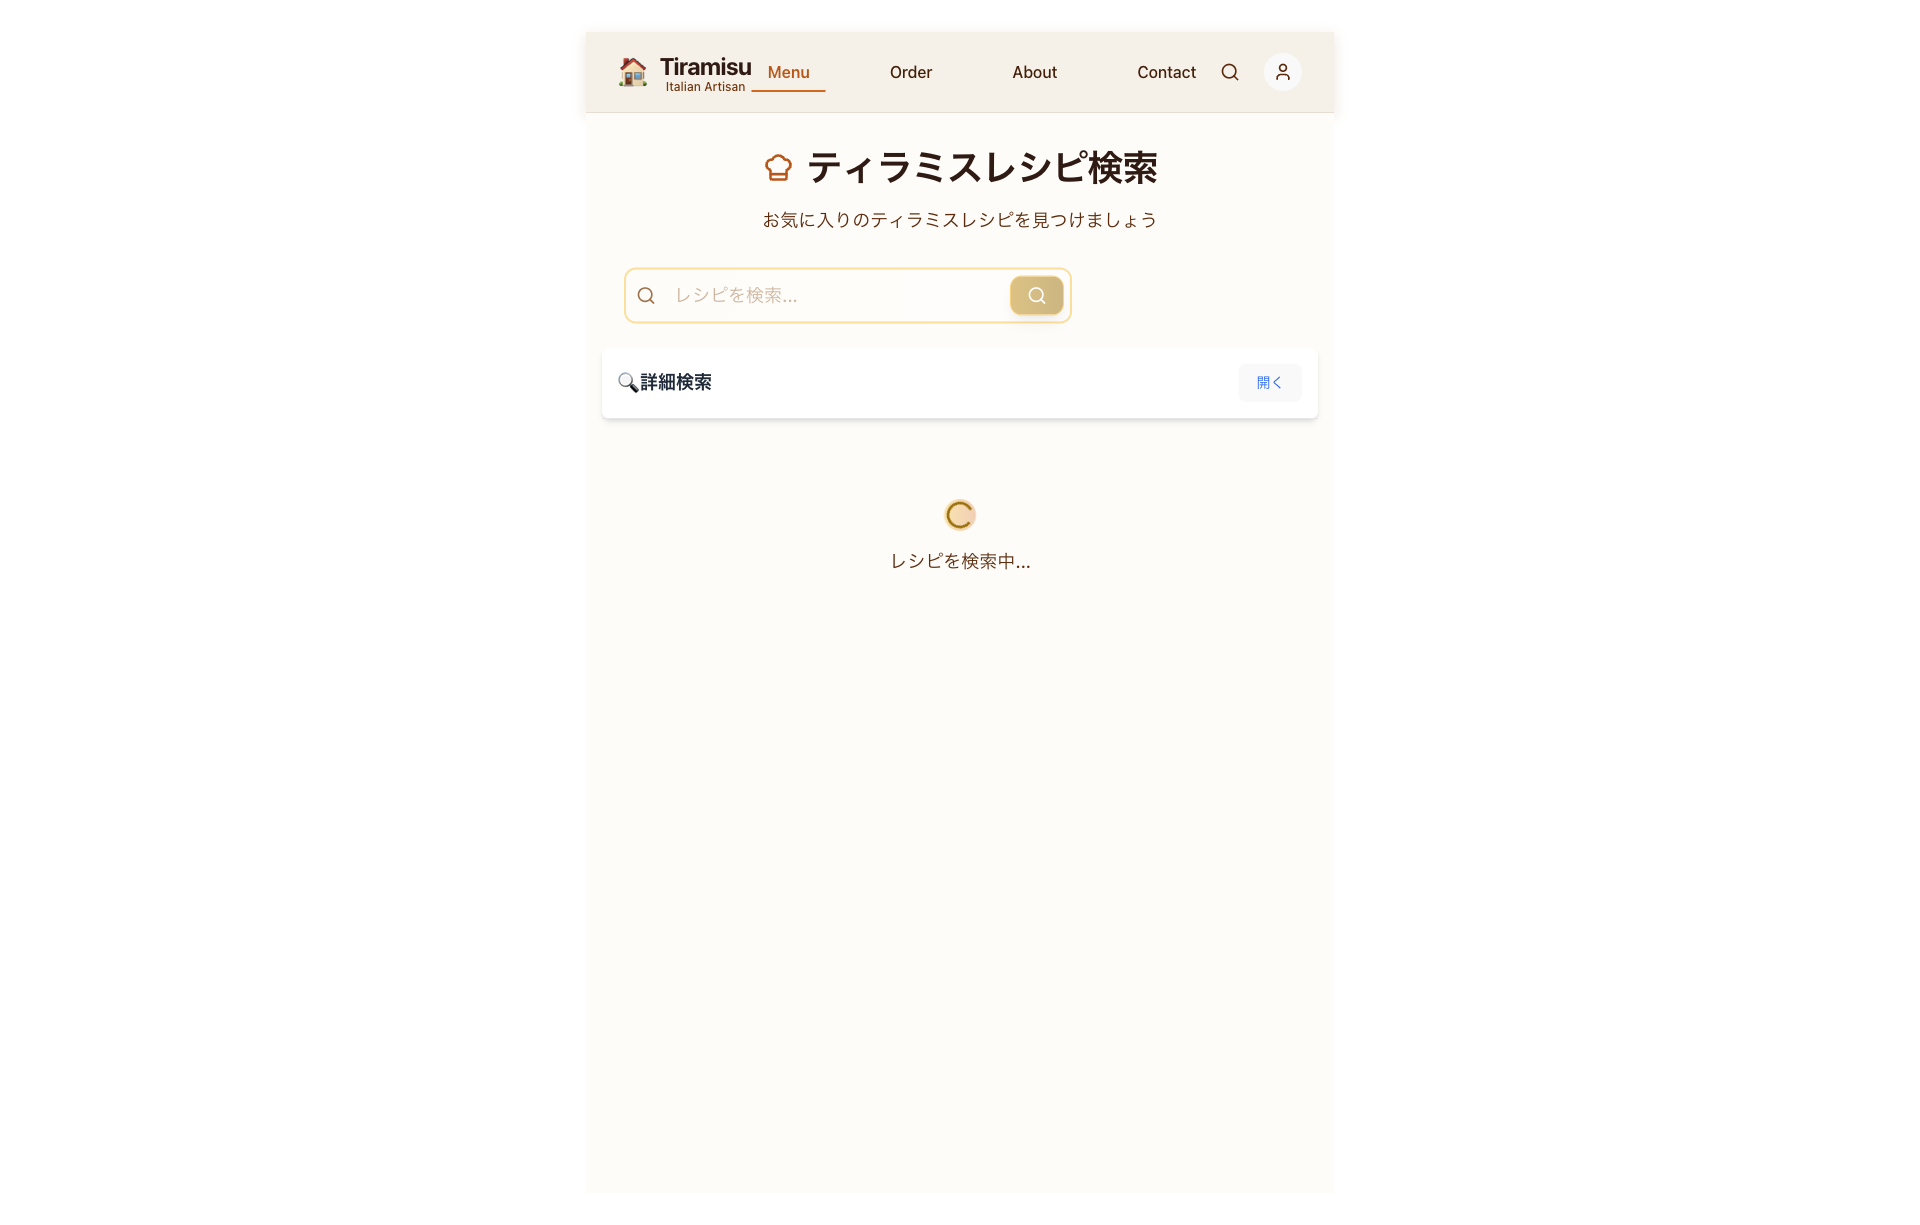 Tiramisu
Italian Artisan
Menu
Order
About
Contact
ティラミスレシピ検索
お気に入りのティラミスレシピを見つけましょう
レシピを検索...
詳細検索
開く
レシピを検索中...